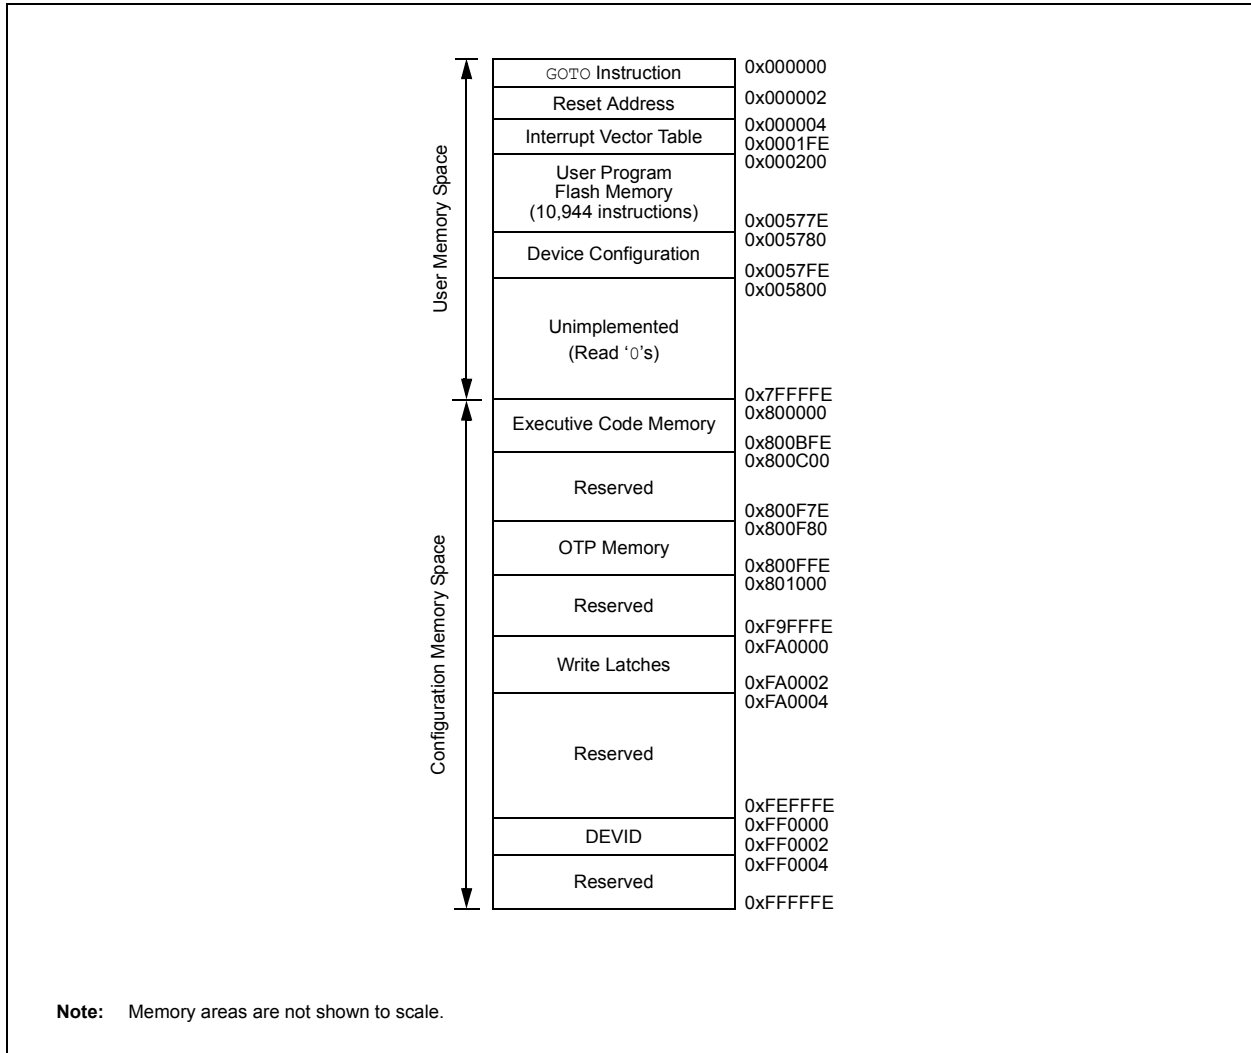 GOTO Instruction
0x000000
Reset Address
0x000002
Interrupt Vector Table
0x000004
0x0001FE
User Program
Flash Memory
(10,944 instructions)
0x000200
0x00577E
Device Configuration
0x005780
0x0057FE
Unimplemented
(Read ‘0’s)
0x005800
0x7FFFFE
User Memory Space
Executive Code Memory
0x800000
0x800BFE
Reserved
0x800C00
0x800F7E
OTP Memory
0x800F80
0x800FFE
Reserved
0x801000
0xF9FFFE
Write Latches
0xFA0000
0xFA0002
Reserved
0xFA0004
0xFEFFFE
DEVID
0xFF0000
0xFF0002
Reserved
0xFF0004
0xFFFFFE
Configuration Memory Space
Note: Memory areas are not shown to scale.